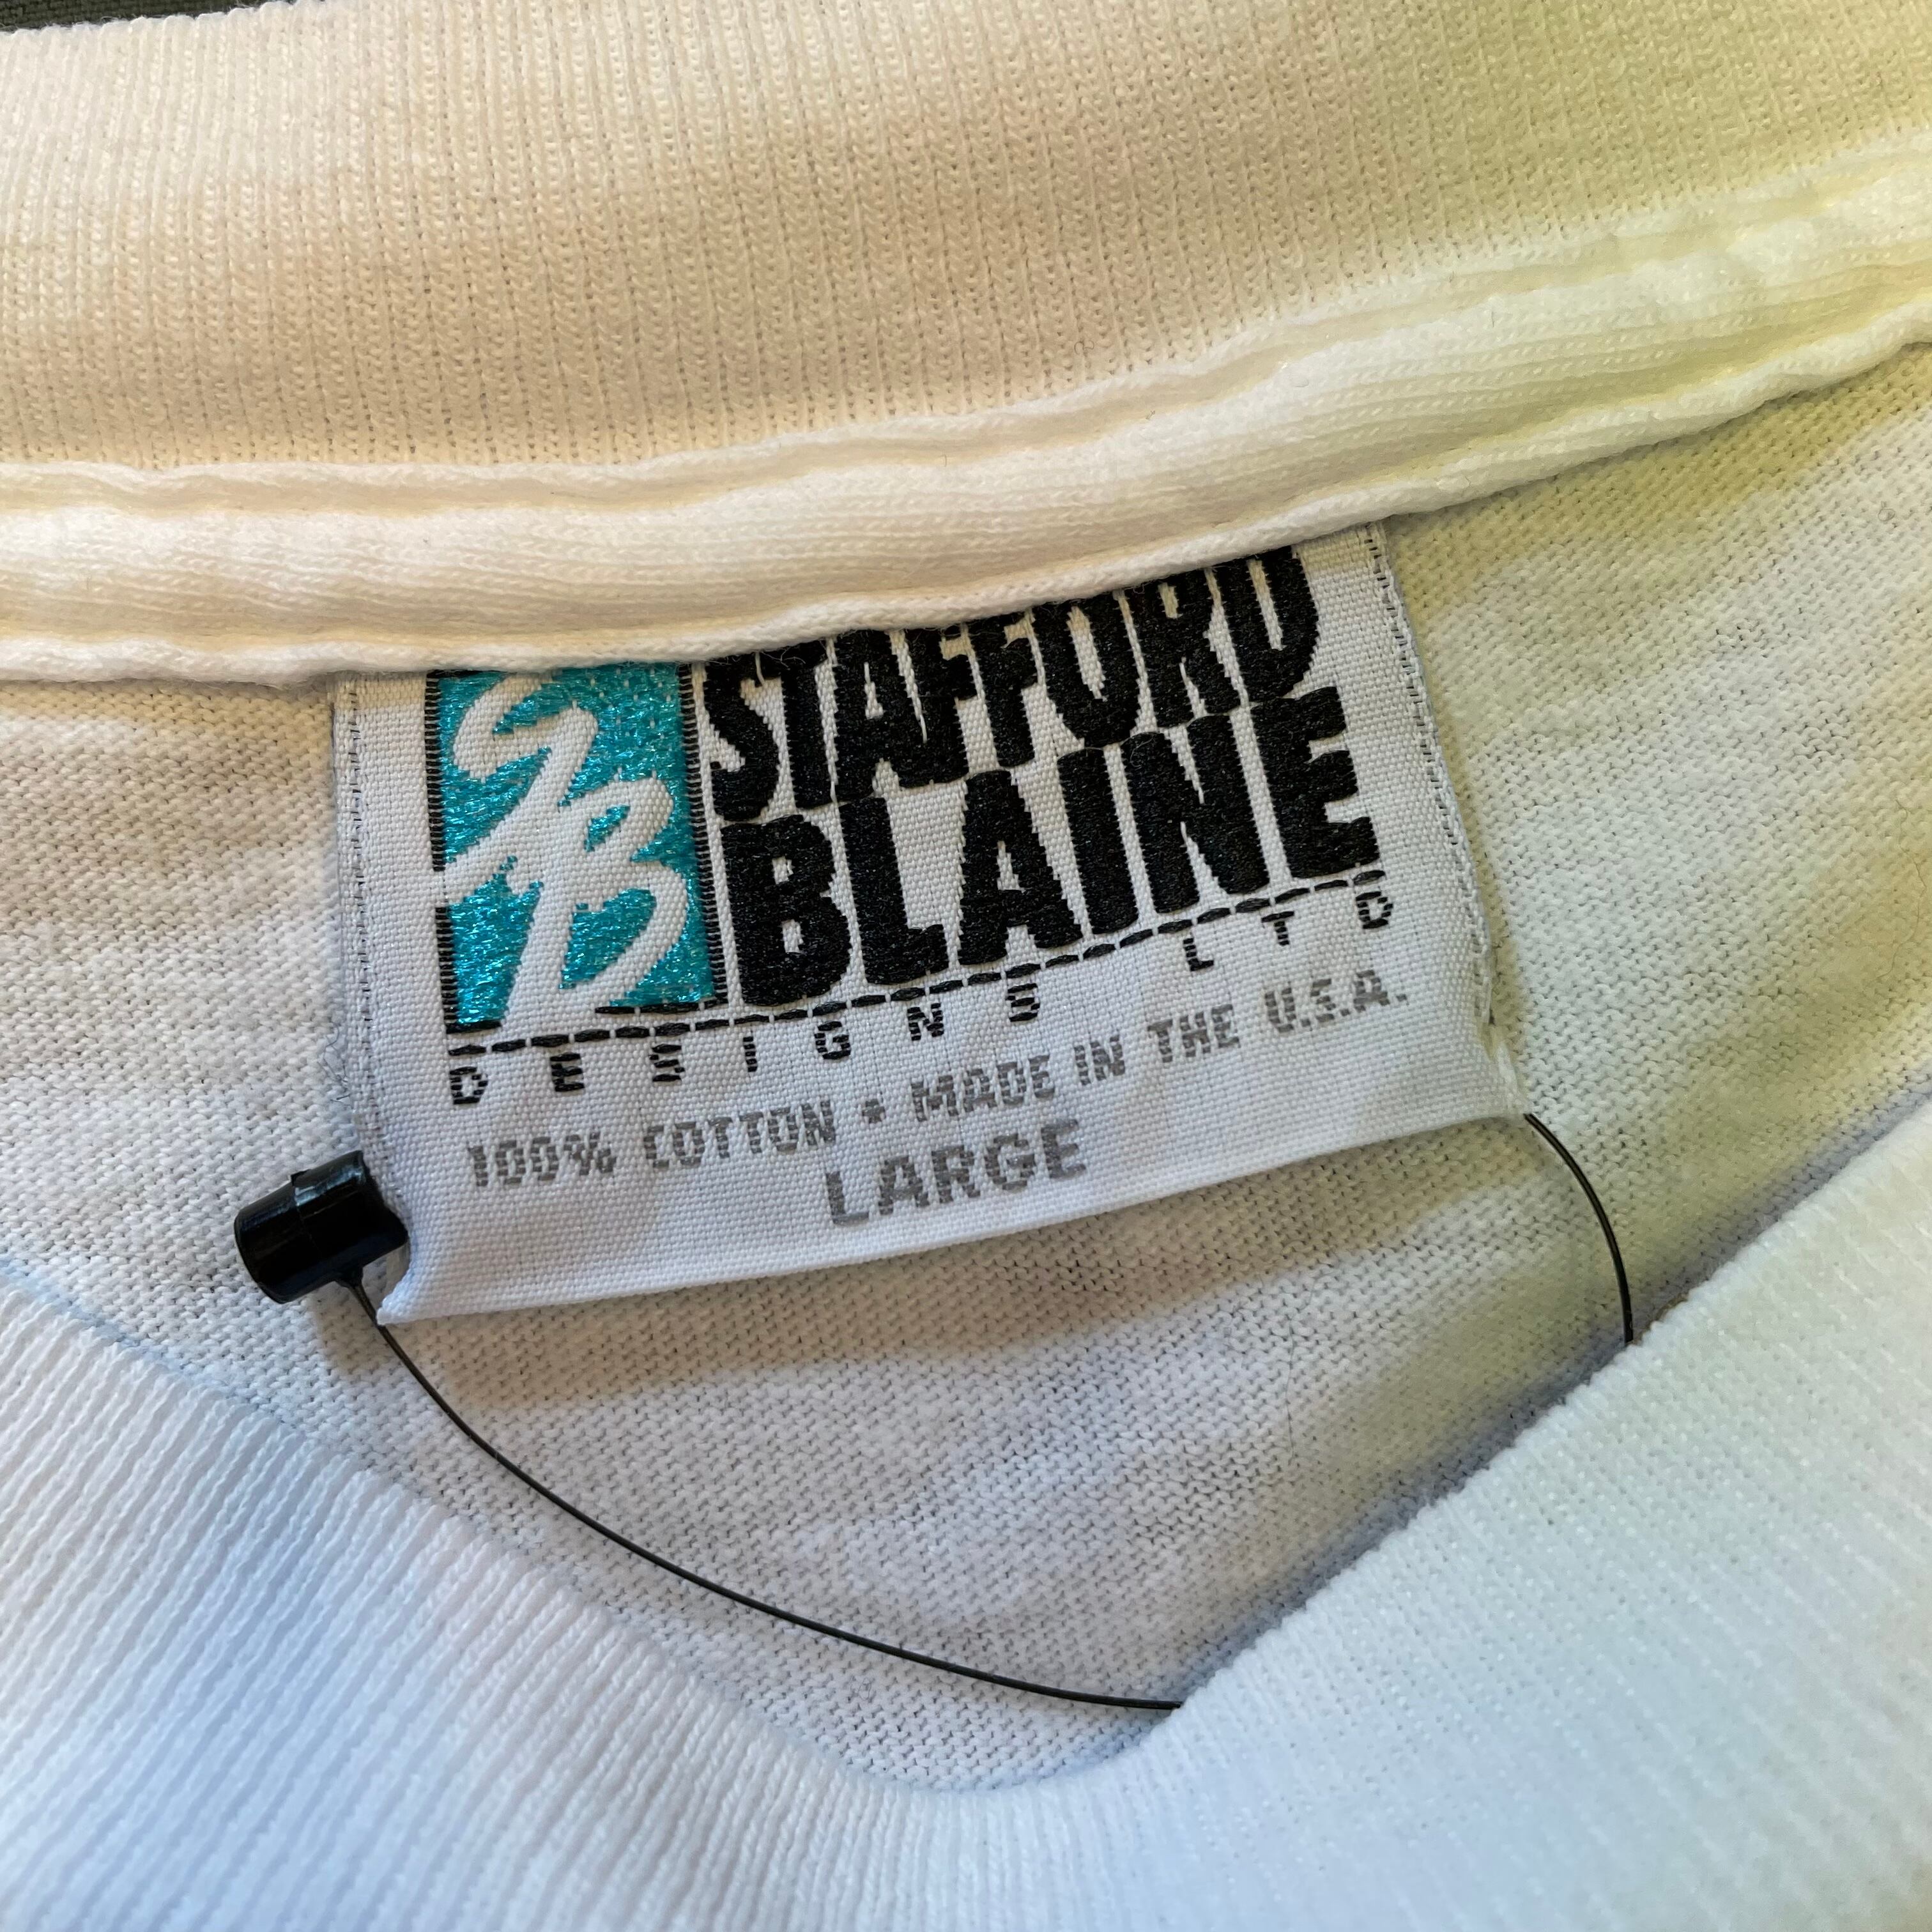 SB
STAFFORD
BLAINE
DESIGNS LTD
100% COTTON • MADE IN THE U.S.A.
LARGE